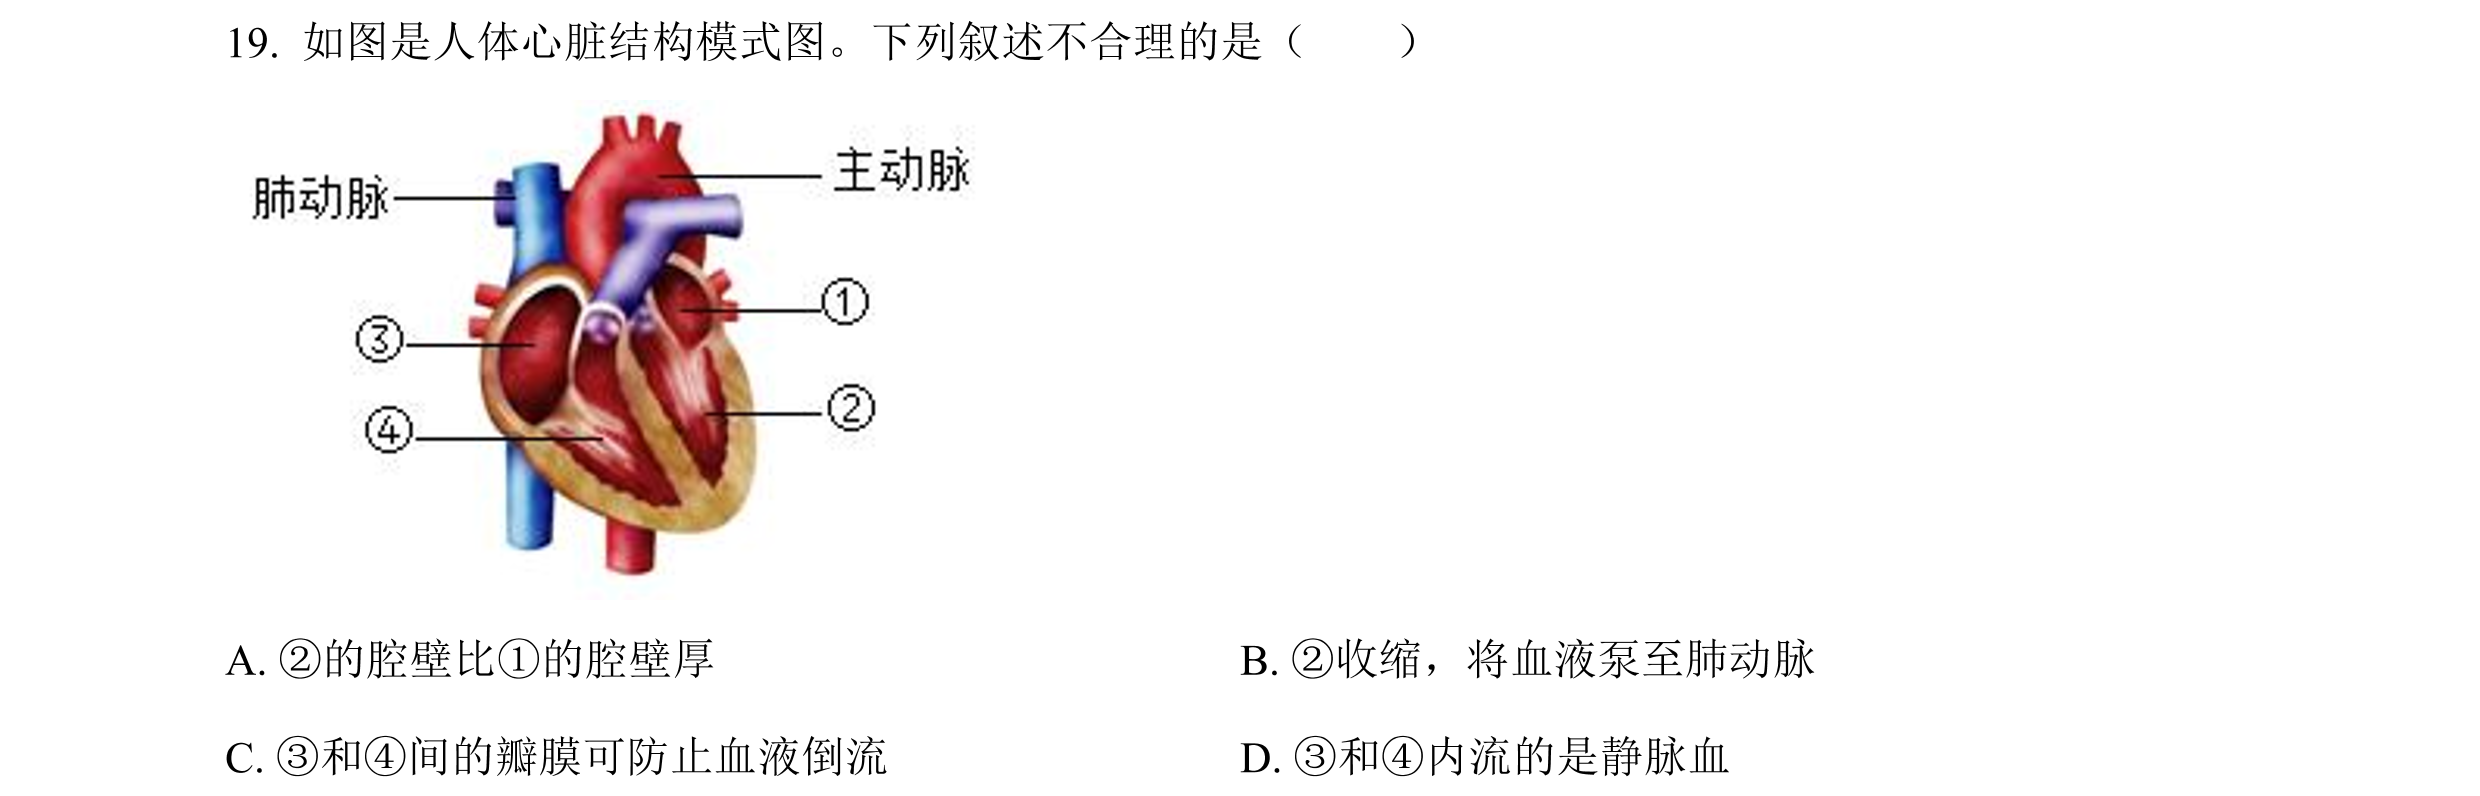 19. 如图是人体心脏结构模式图。下列叙述不合理的是（　　）
肺动脉
主动脉
①
③
②
④
A. ②的腔壁比①的腔壁厚
B. ②收缩，将血液泵至肺动脉
C. ③和④间的瓣膜可防止血液倒流
D. ③和④内流的是静脉血